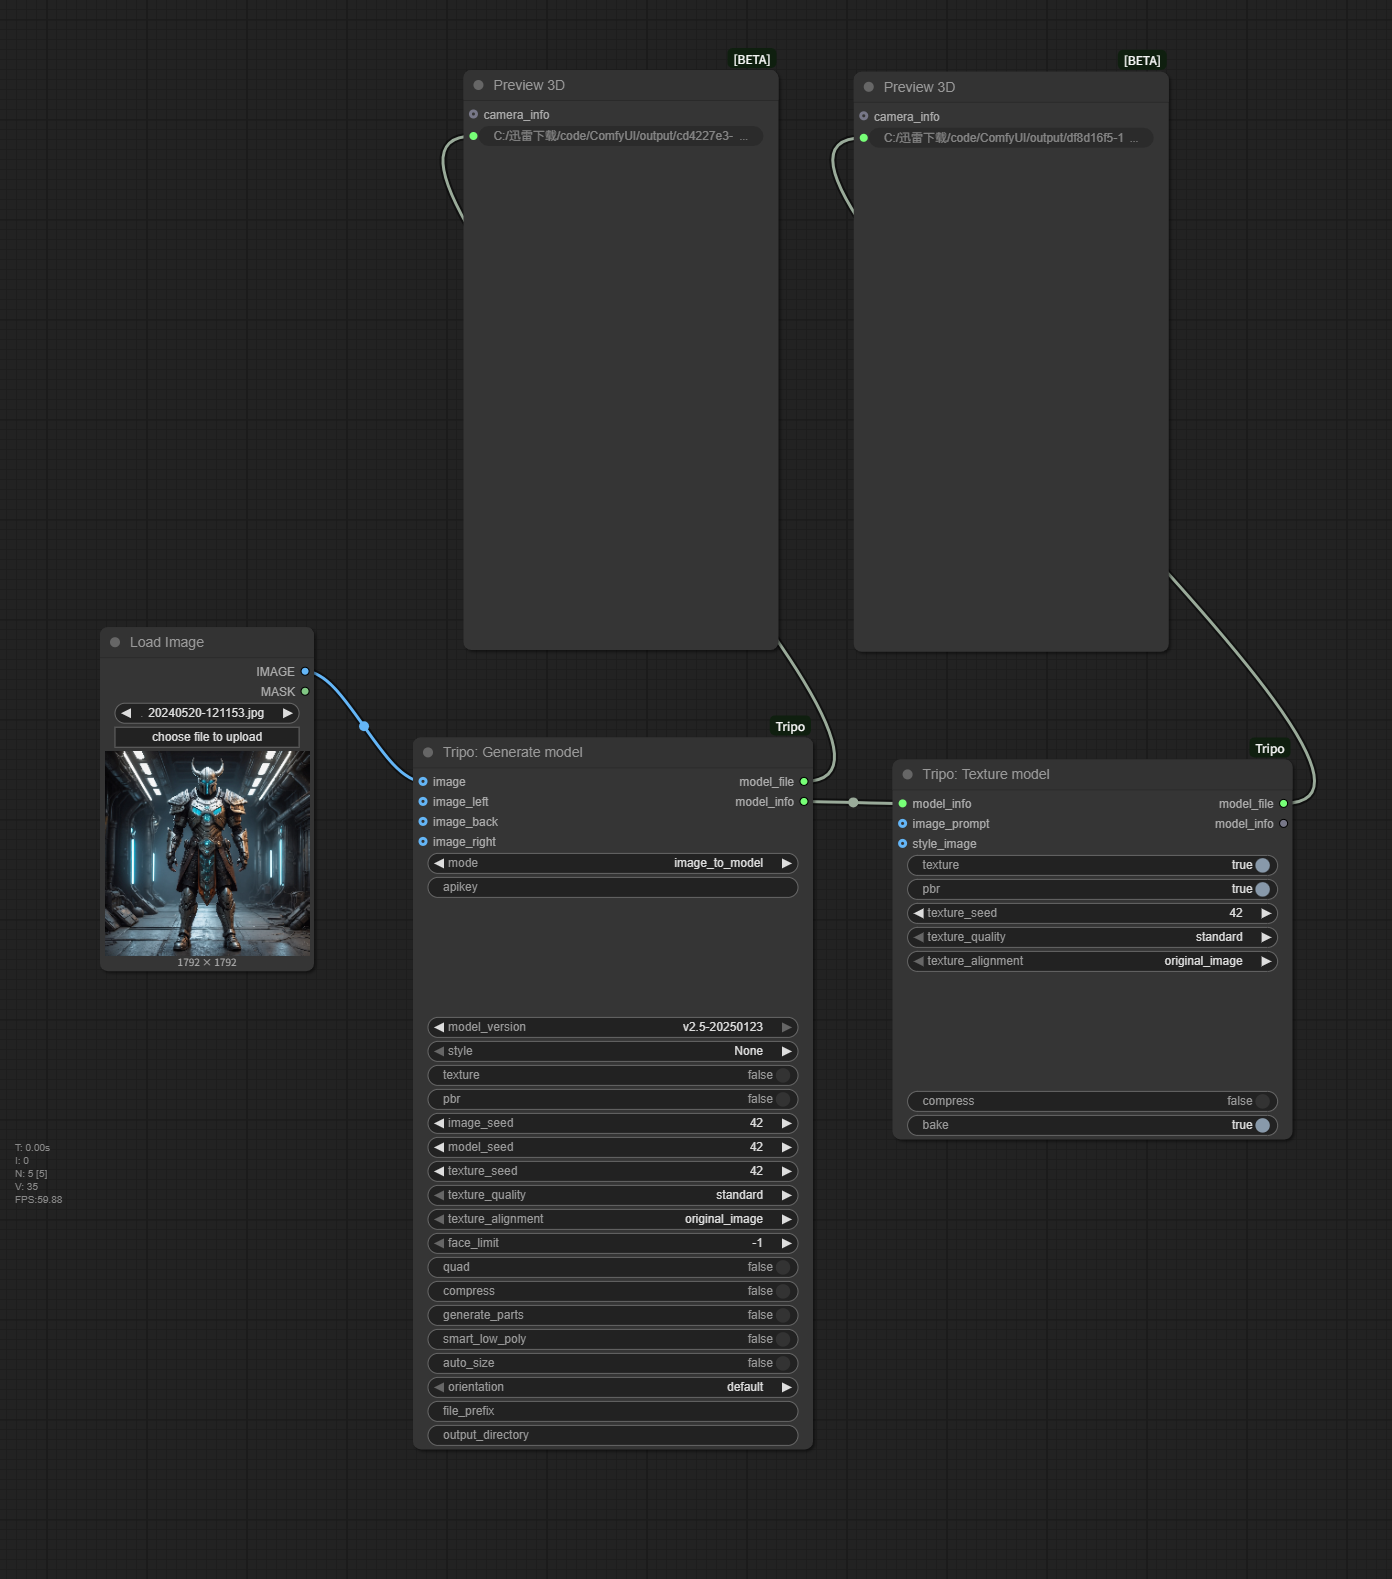 [BETA]
Preview 3D
camera_info
C:/迅雷下载/code/ComfyUI/output/cd4227e3- ...
[BETA]
Preview 3D
camera_info
C:/迅雷下载/code/ComfyUI/output/df8d16f5-1 ...
Load Image
IMAGE
MASK
20240520-121153.jpg
choose file to upload
1792 × 1792
Tripo
Tripo: Generate model
image model_file
image_left model_info
image_back
image_right
mode image_to_model
apikey
model_version v2.5-20250123
style None
texture false
pbr false
image_seed 42
model_seed 42
texture_seed 42
texture_quality standard
texture_alignment original_image
face_limit -1
quad false
compress false
generate_parts false
smart_low_poly false
auto_size false
orientation default
file_prefix
output_directory
Tripo
Tripo: Texture model
model_info model_file
image_prompt model_info
style_image
texture true
pbr true
texture_seed 42
texture_quality standard
texture_alignment original_image
compress false
bake true
T: 0.00s
I: 0
N: 5 [5]
V: 35
FPS:59.88